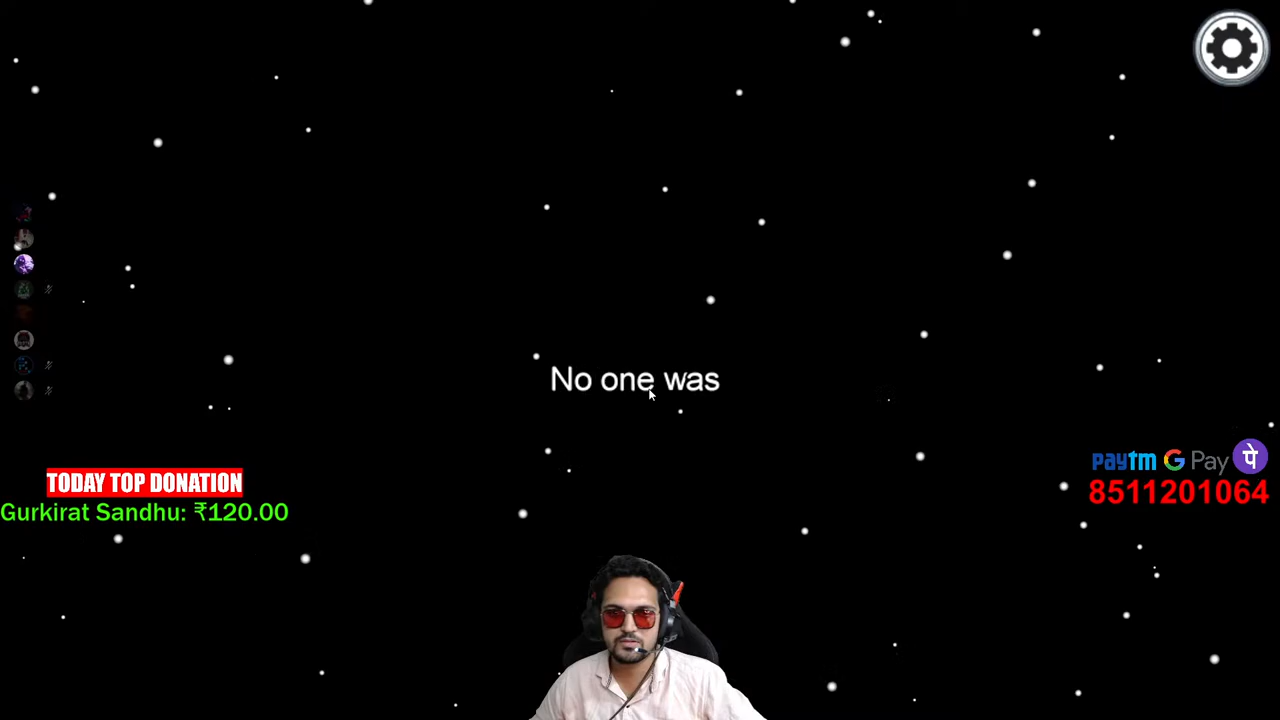 No one was
TODAY TOP DONATION
Gurkirat Sandhu: ₹120.00
paytm G Pay पे
8511201064